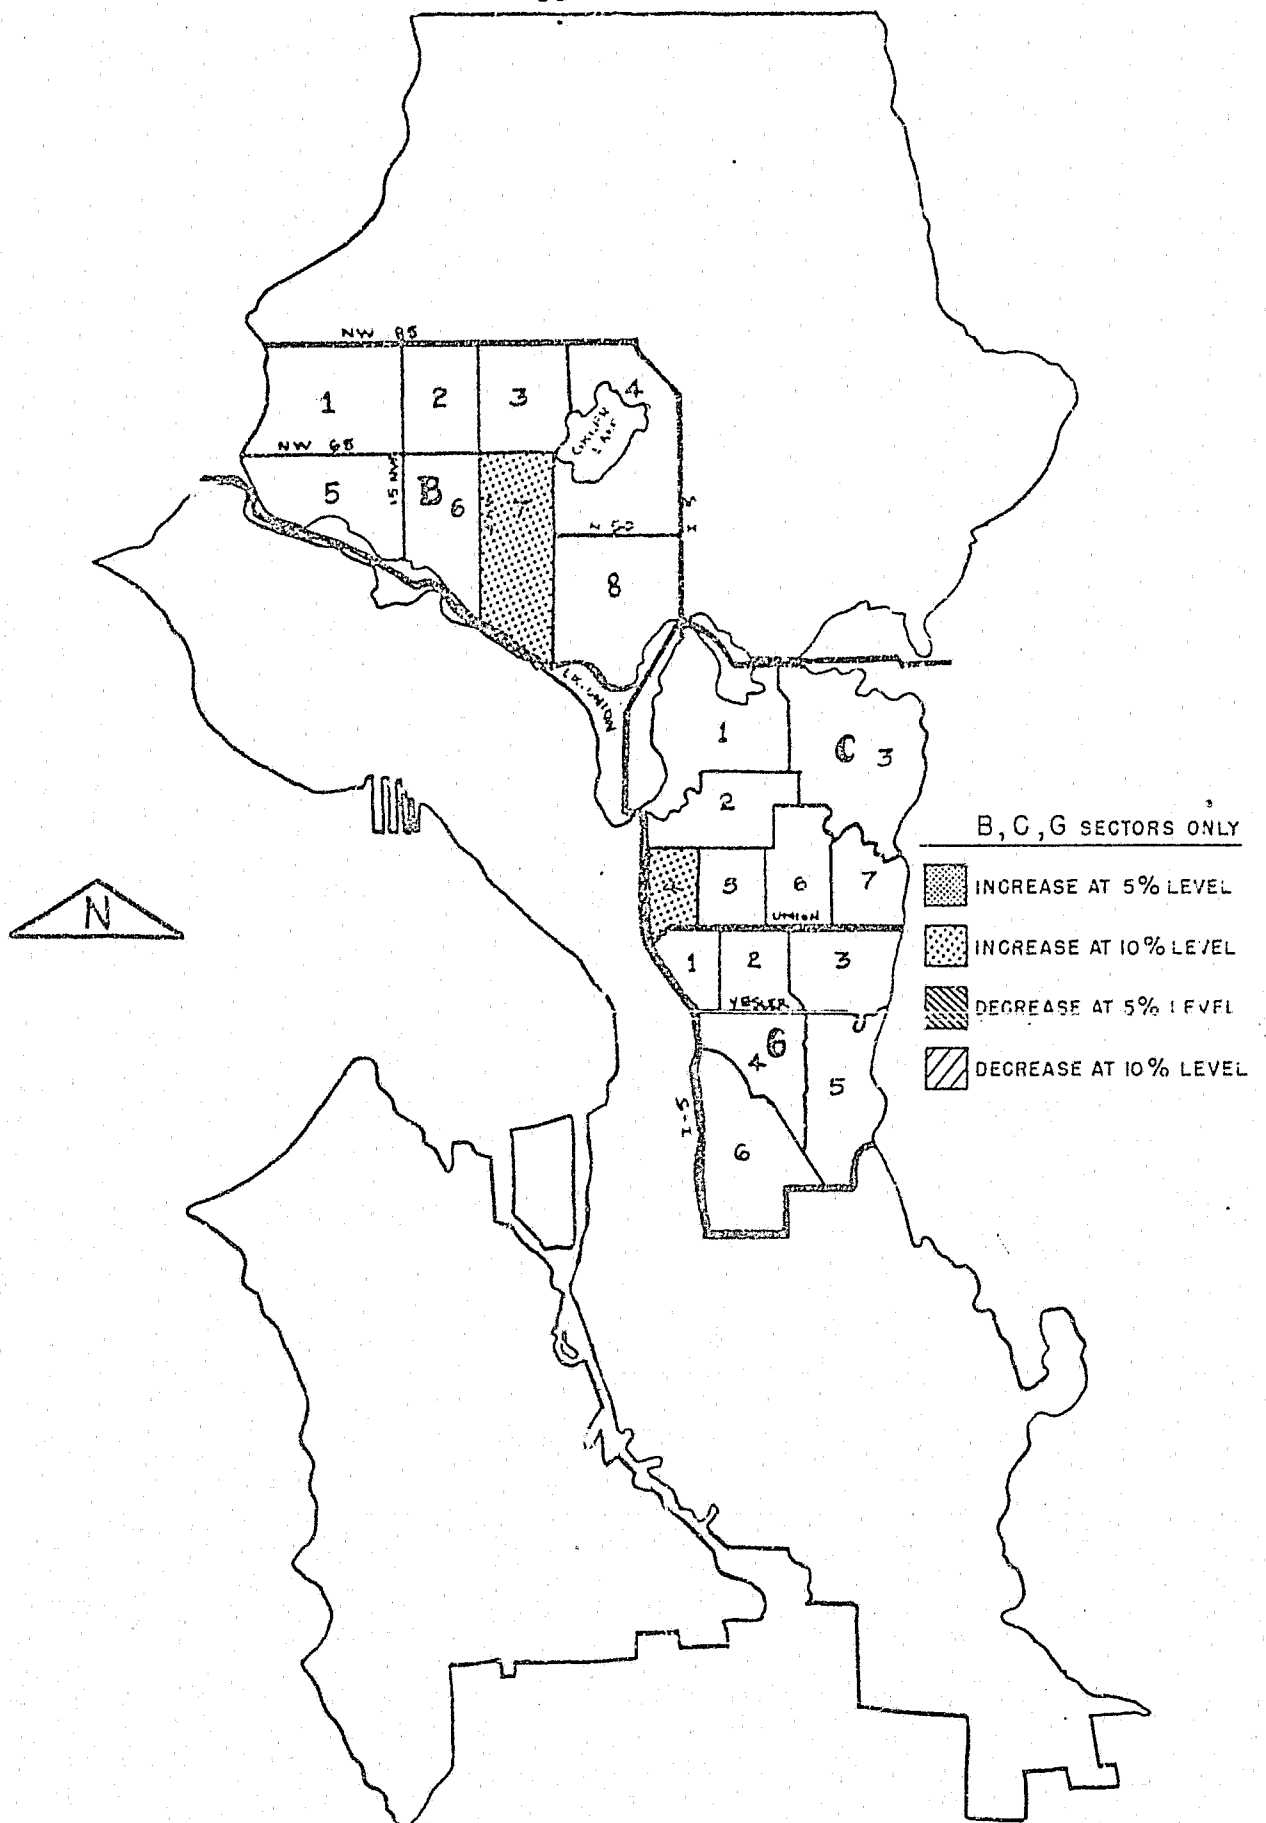 NW 85
1
2
3
4
NW 65
15 NW
5
B
6
7
N 50
I 5
8
LK. UNION
1
C
3
2
B, C, G SECTORS ONLY
4
5
6
7
INCREASE AT 5% LEVEL
UNION
N
INCREASE AT 10% LEVEL
1
2
3
YESLER
DECREASE AT 5% LEVEL
G
4
5
DECREASE AT 10% LEVEL
I-5
6